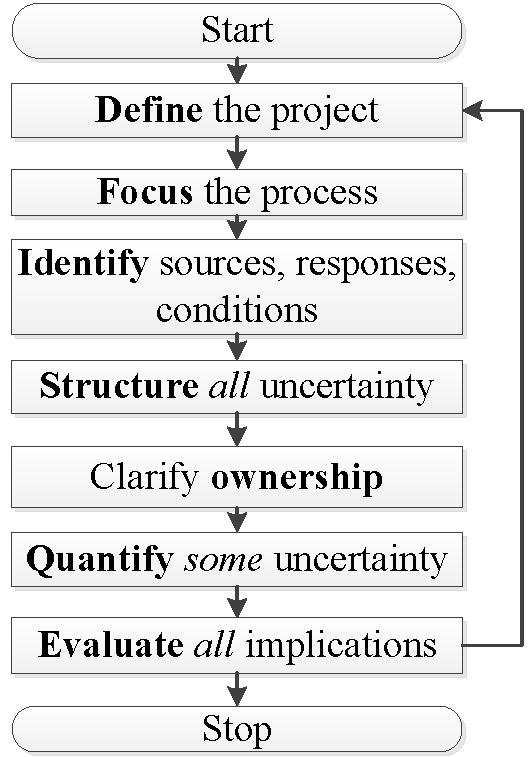 Start
Define the project
Focus the process
Identify sources, responses,
conditions
Structure all uncertainty
Clarify ownership
Quantify some uncertainty
Evaluate all implications
Stop